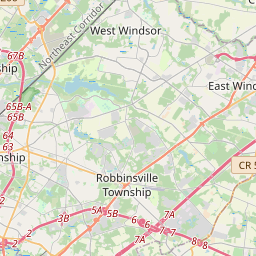 West Windsor
Northeast Corridor
67B
ship
East Wind
65B-A
65B
64
63
nship
CR 5
Robbinsville
Township
2
3B
5A
5B
6
7A
7A
7
7
8
8